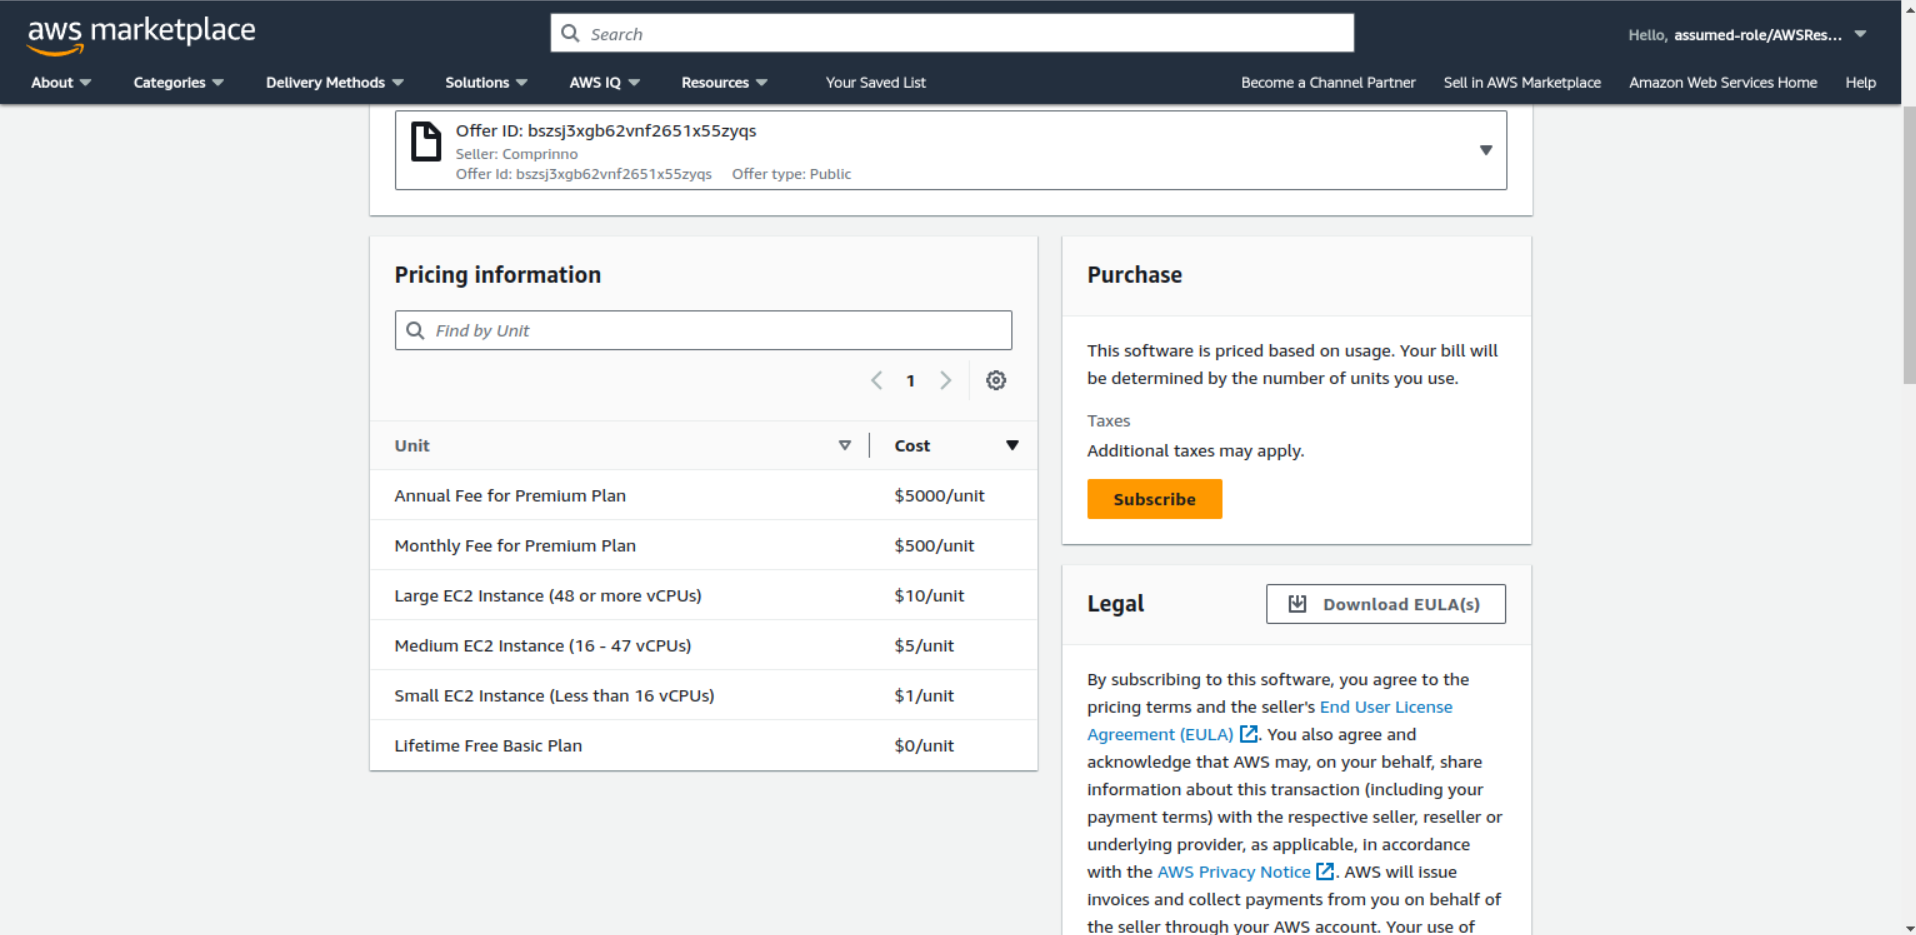 aws marketplace
Search
Hello, assumed-role/AWSRes...
About
Categories
Delivery Methods
Solutions
AWS IQ
Resources
Your Saved List
Become a Channel Partner
Sell in AWS Marketplace
Amazon Web Services Home
Help
Offer ID: bszsj3xgb62vnf2651x55zyqs
Seller: Comprinno
Offer Id: bszsj3xgb62vnf2651x55zyqs Offer type: Public
Pricing information
Find by Unit
1
Unit Cost
Annual Fee for Premium Plan $5000/unit
Monthly Fee for Premium Plan $500/unit
Large EC2 Instance (48 or more vCPUs) $10/unit
Medium EC2 Instance (16 - 47 vCPUs) $5/unit
Small EC2 Instance (Less than 16 vCPUs) $1/unit
Lifetime Free Basic Plan $0/unit
Purchase
This software is priced based on usage. Your bill will
be determined by the number of units you use.
Taxes
Additional taxes may apply.
Subscribe
Legal
Download EULA(s)
By subscribing to this software, you agree to the
pricing terms and the seller's End User License
Agreement (EULA). You also agree and
acknowledge that AWS may, on your behalf, share
information about this transaction (including your
payment terms) with the respective seller, reseller or
underlying provider, as applicable, in accordance
with the AWS Privacy Notice. AWS will issue
invoices and collect payments from you on behalf of
the seller through your AWS account. Your use of